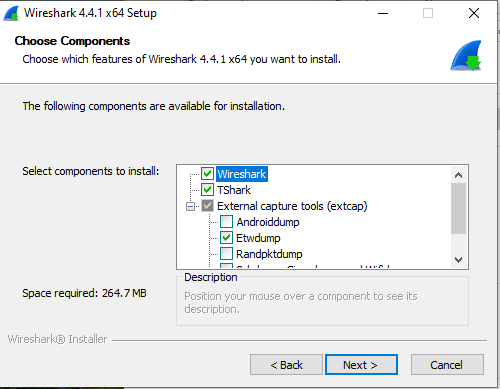 Wireshark 4.4.1 x64 Setup
Choose Components
Choose which features of Wireshark 4.4.1 x64 you want to install.
The following components are available for installation.
Select components to install:
Wireshark
TShark
External capture tools (extcap)
Androiddump
Etwdump
Randpktdump
Space required: 264.7 MB
Description
Position your mouse over a component to see its
description.
Wireshark® Installer
< Back
Next >
Cancel